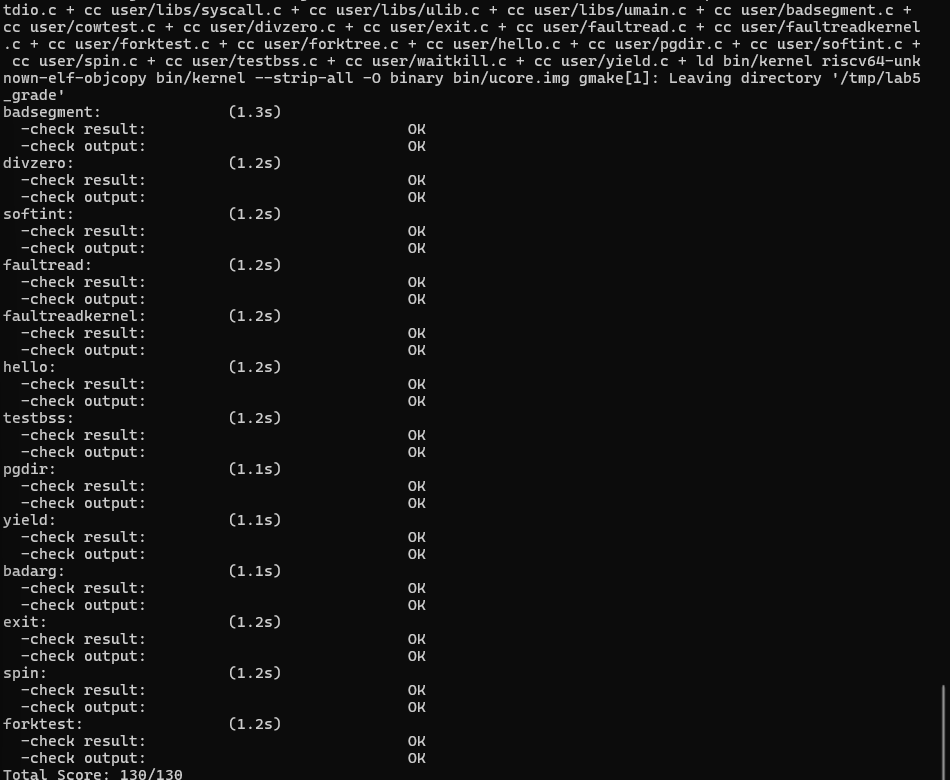 tdio.c + cc user/libs/syscall.c + cc user/libs/ulib.c + cc user/libs/umain.c + cc user/badsegment.c +
cc user/cowtest.c + cc user/divzero.c + cc user/exit.c + cc user/faultread.c + cc user/faultreadkernel
.c + cc user/forktest.c + cc user/forktree.c + cc user/hello.c + cc user/pgdir.c + cc user/softint.c +
cc user/spin.c + cc user/testbss.c + cc user/waitkill.c + cc user/yield.c + ld bin/kernel riscv64-unk
nown-elf-objcopy bin/kernel --strip-all -O binary bin/ucore.img gmake[1]: Leaving directory '/tmp/lab5
_grade'
badsegment: (1.3s)
-check result: OK
-check output: OK
divzero: (1.2s)
-check result: OK
-check output: OK
softint: (1.2s)
-check result: OK
-check output: OK
faultread: (1.2s)
-check result: OK
-check output: OK
faultreadkernel: (1.2s)
-check result: OK
-check output: OK
hello: (1.2s)
-check result: OK
-check output: OK
testbss: (1.2s)
-check result: OK
-check output: OK
pgdir: (1.1s)
-check result: OK
-check output: OK
yield: (1.1s)
-check result: OK
-check output: OK
badarg: (1.1s)
-check result: OK
-check output: OK
exit: (1.2s)
-check result: OK
-check output: OK
spin: (1.2s)
-check result: OK
-check output: OK
forktest: (1.2s)
-check result: OK
-check output: OK
Total Score: 130/130